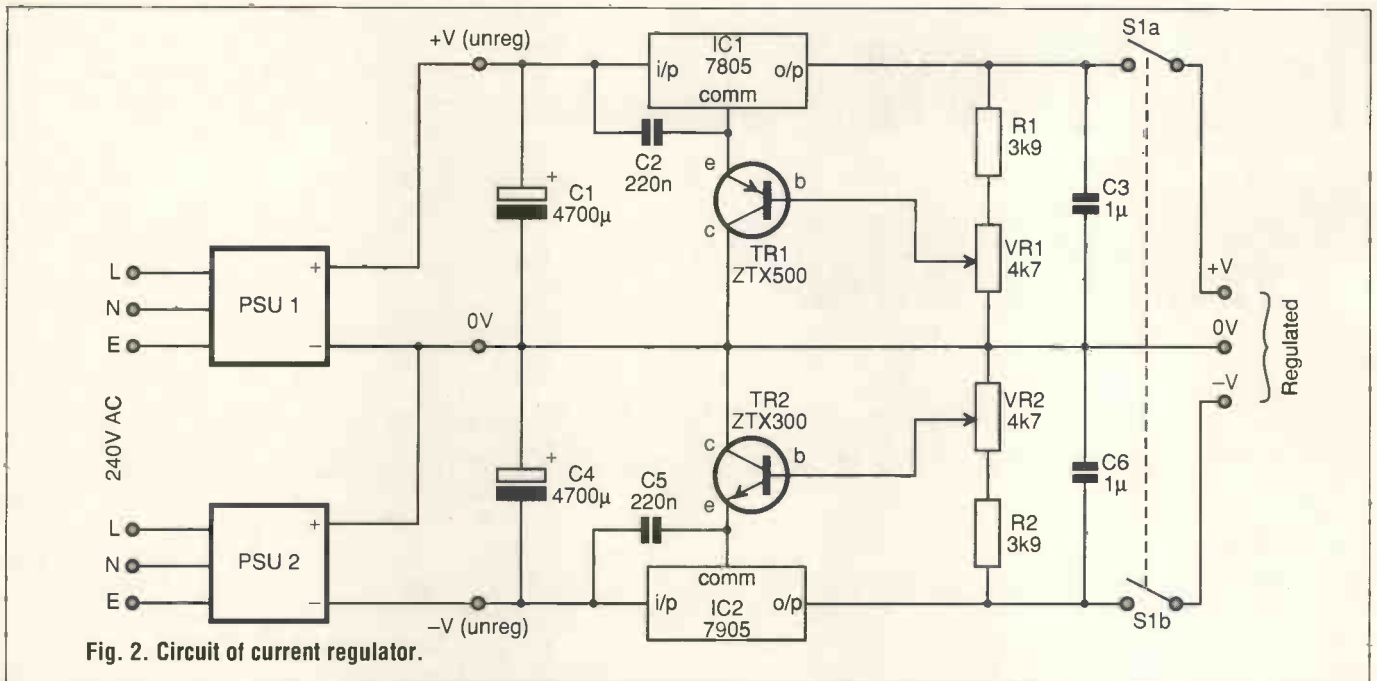 +V (unreg)
IC1
7805
i/p
o/p
comm
S1a
C2
220n
e
b
c
TR1
ZTX500
+
C1
4700µ
R1
3k9
VR1
4k7
C3
1µ
L
N
E
PSU 1
+
–
0V
+V
0V
–V
Regulated
240V AC
TR2
ZTX300
c
b
e
VR2
4k7
+
C4
4700µ
C5
220n
C6
1µ
R2
3k9
L
N
E
PSU 2
+
–
–V (unreg)
comm
i/p
o/p
IC2
7905
S1b
Fig. 2. Circuit of current regulator.